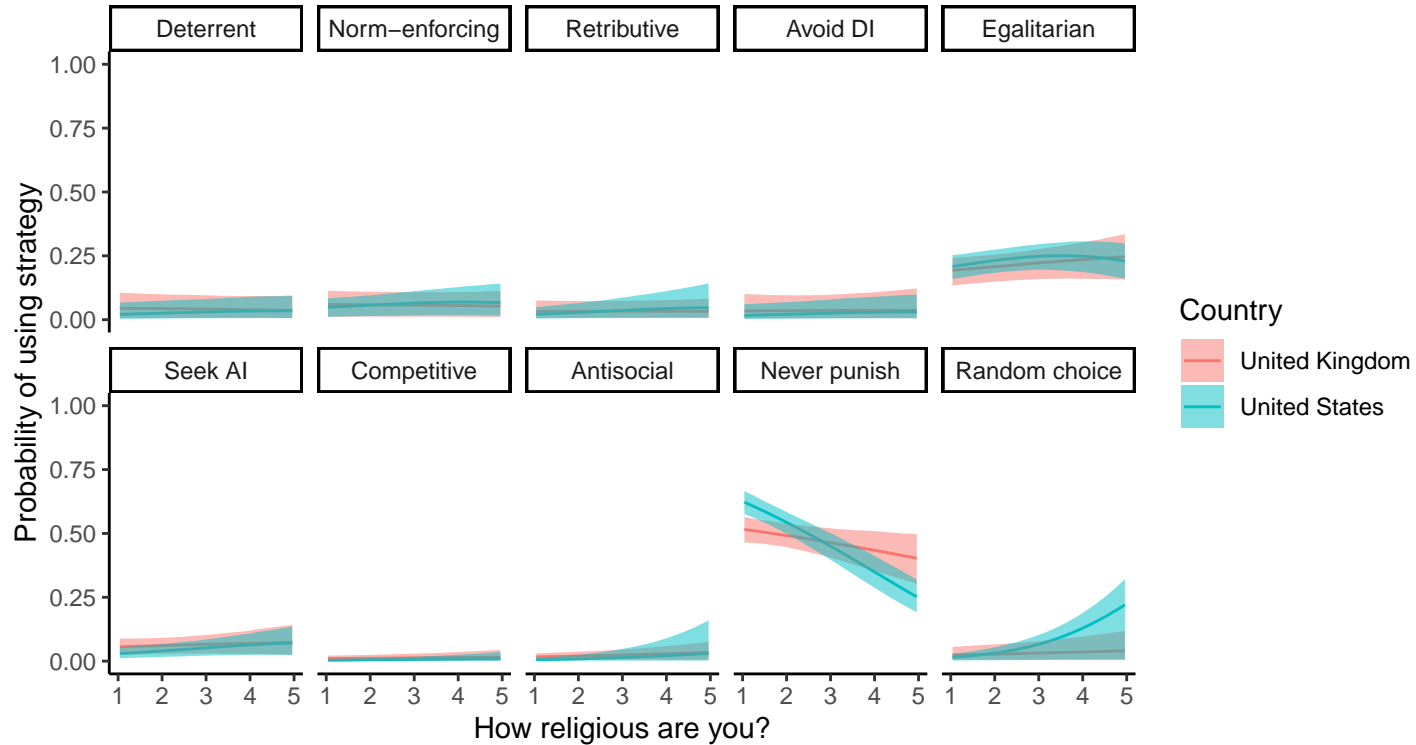 Deterrent Norm−enforcing Retributive Avoid DI Egalitarian
1.00
0.75
0.50
0.25
0.00
Seek AI Competitive Antisocial Never punish Random choice
1.00
0.75
0.50
0.25
0.00
1 2 3 4 5 1 2 3 4 5 1 2 3 4 5 1 2 3 4 5 1 2 3 4 5
How religious are you?
Probability of using strategy
Country
United Kingdom
United States